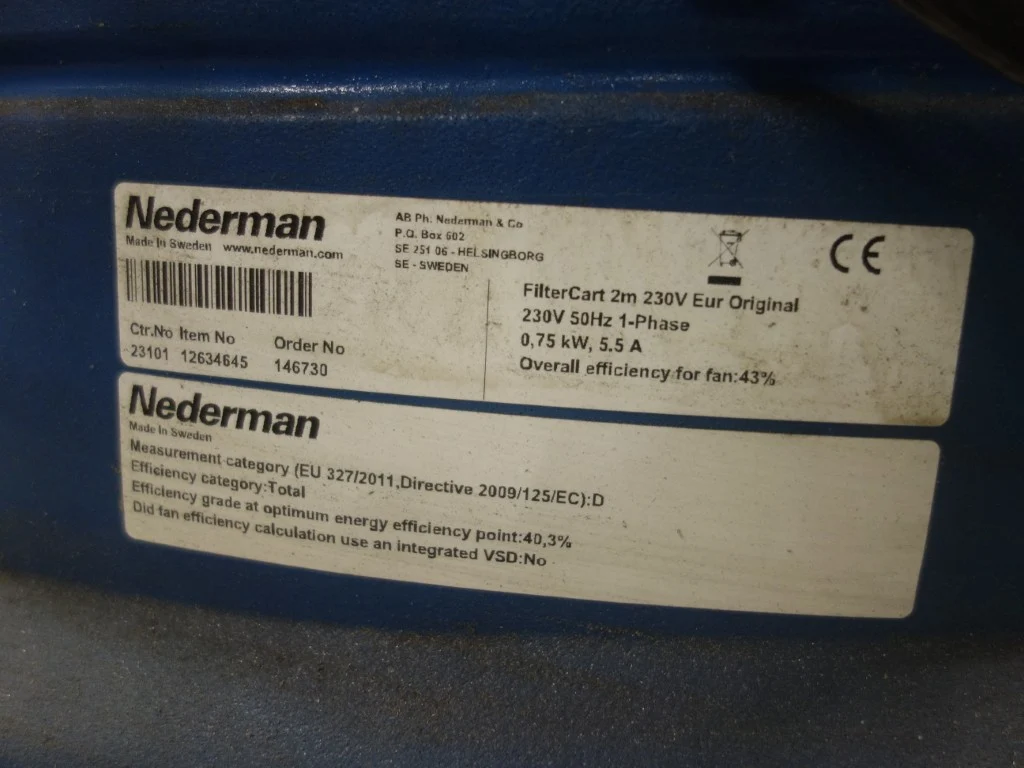 Nederman
Made In Sweden www.nederman.com
AB Ph. Nederman & Co
P.O. Box 602
SE 251 06 - HELSINGBORG
SE - SWEDEN
CE
Ctr.No Item No Order No
23101 12634645 146730
FilterCart 2m 230V Eur Original
230V 50Hz 1-Phase
0,75 kW, 5.5 A
Overall efficiency for fan:43%
Nederman
Made In Sweden
Measurement category (EU 327/2011,Directive 2009/125/EC):D
Efficiency category:Total
Efficiency grade at optimum energy efficiency point:40,3%
Did fan efficiency calculation use an integrated VSD:No